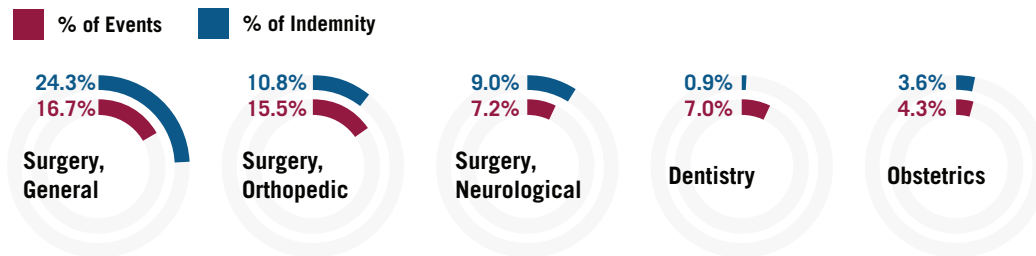 % of Events % of Indemnity
24.3%
16.7%
Surgery,
General
10.8%
15.5%
Surgery,
Orthopedic
9.0%
7.2%
Surgery,
Neurological
0.9%
7.0%
Dentistry
3.6%
4.3%
Obstetrics